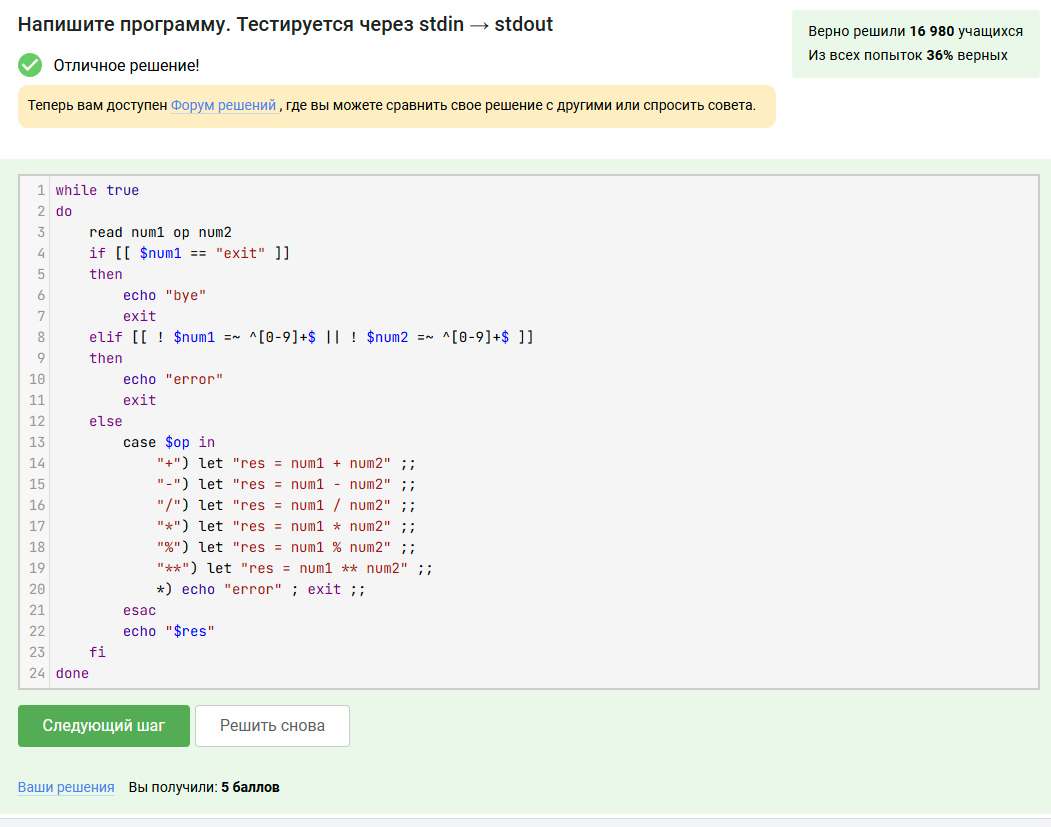 Напишите программу. Тестируется через stdin → stdout
Верно решили 16 980 учащихся
Из всех попыток 36% верных
Отличное решение!
Теперь вам доступен Форум решений , где вы можете сравнить свое решение с другими или спросить совета.
1 while true
2 do
3     read num1 op num2
4     if [[ $num1 == "exit" ]]
5     then
6         echo "bye"
7         exit
8     elif [[ ! $num1 =~ ^[0-9]+$ || ! $num2 =~ ^[0-9]+$ ]]
9     then
10         echo "error"
11         exit
12     else
13         case $op in
14             "+") let "res = num1 + num2" ;;
15             "-") let "res = num1 - num2" ;;
16             "/") let "res = num1 / num2" ;;
17             "*") let "res = num1 * num2" ;;
18             "%") let "res = num1 % num2" ;;
19             "**") let "res = num1 ** num2" ;;
20             *) echo "error" ; exit ;;
21         esac
22         echo "$res"
23     fi
24 done
Следующий шаг
Решить снова
Ваши решения Вы получили: 5 баллов